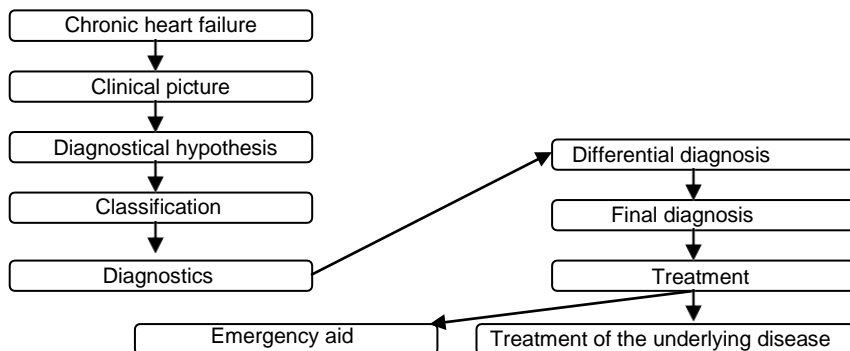 Chronic heart failure
Clinical picture
Diagnostical hypothesis
Classification
Diagnostics
Differential diagnosis
Final diagnosis
Treatment
Emergency aid
Treatment of the underlying disease